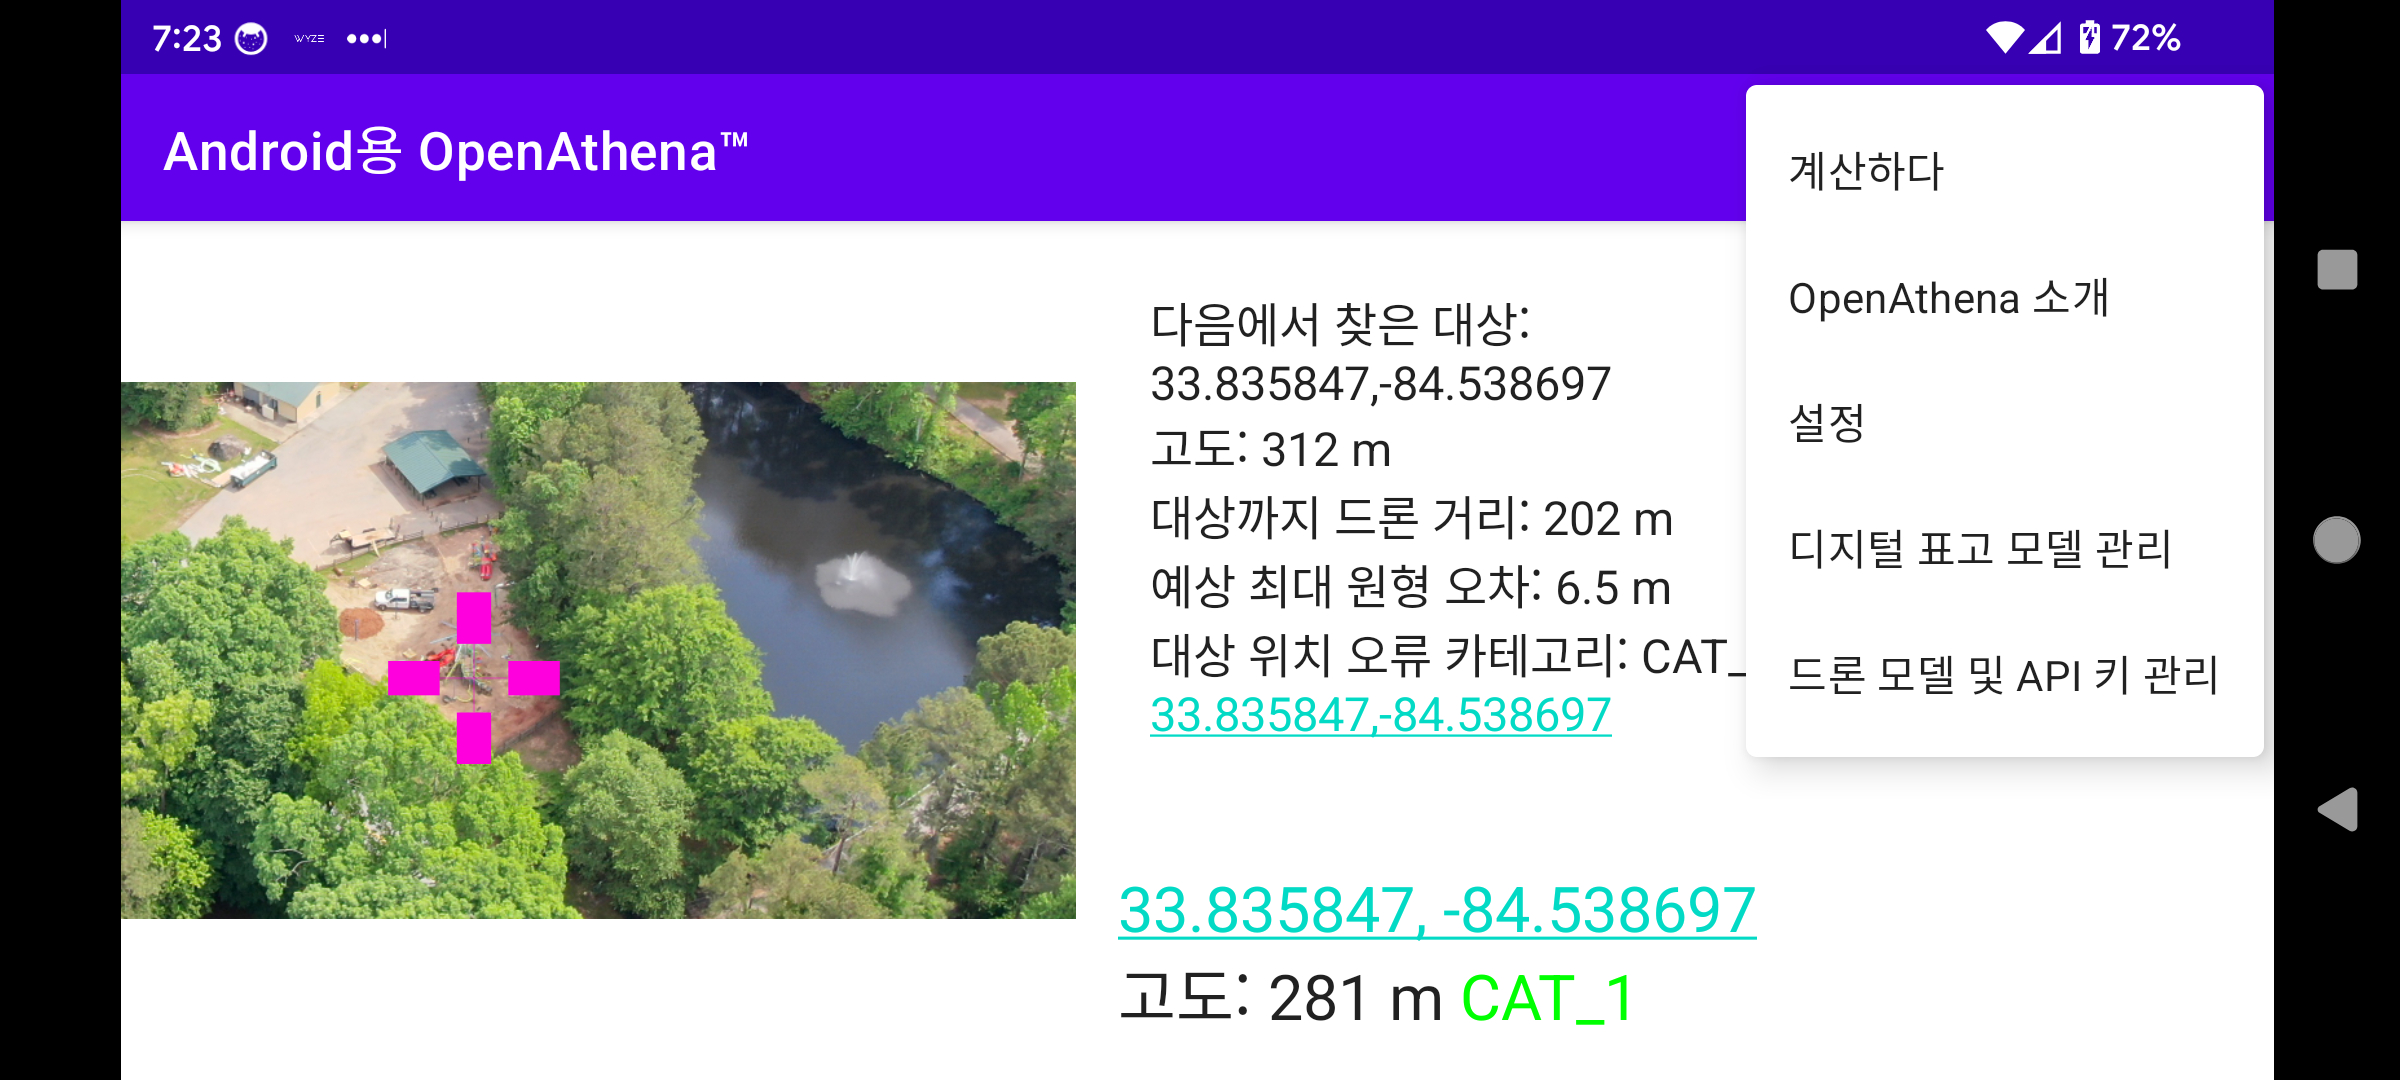 7:23 WYZE 72%
Android용 OpenAthena™
다음에서 찾은 대상:
33.835847,-84.538697
고도: 312 m
대상까지 드론 거리: 202 m
예상 최대 원형 오차: 6.5 m
대상 위치 오류 카테고리: CAT_
33.835847,-84.538697
33.835847, -84.538697
고도: 281 m CAT_1
계산하다
OpenAthena 소개
설정
디지털 표고 모델 관리
드론 모델 및 API 키 관리